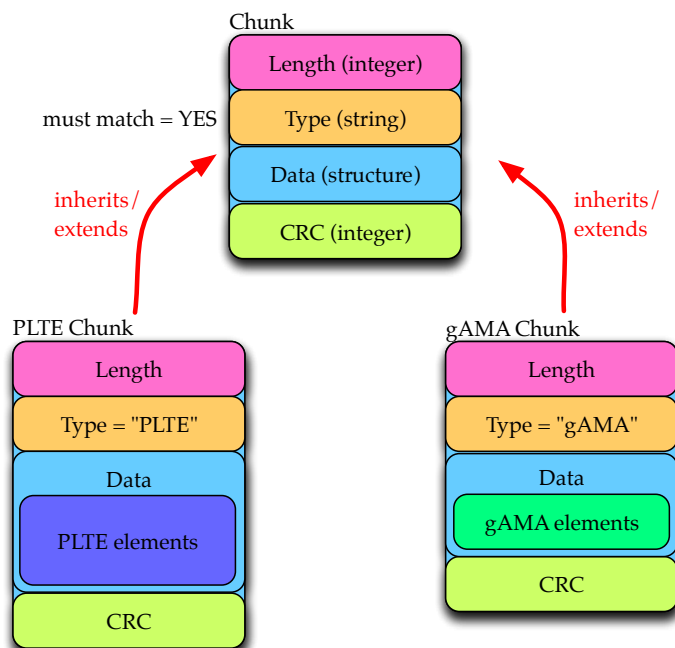 Chunk
Length (integer)
must match = YES
Type (string)
Data (structure)
CRC (integer)
inherits/
extends
inherits/
extends
PLTE Chunk
Length
Type = "PLTE"
Data
PLTE elements
CRC
gAMA Chunk
Length
Type = "gAMA"
Data
gAMA elements
CRC